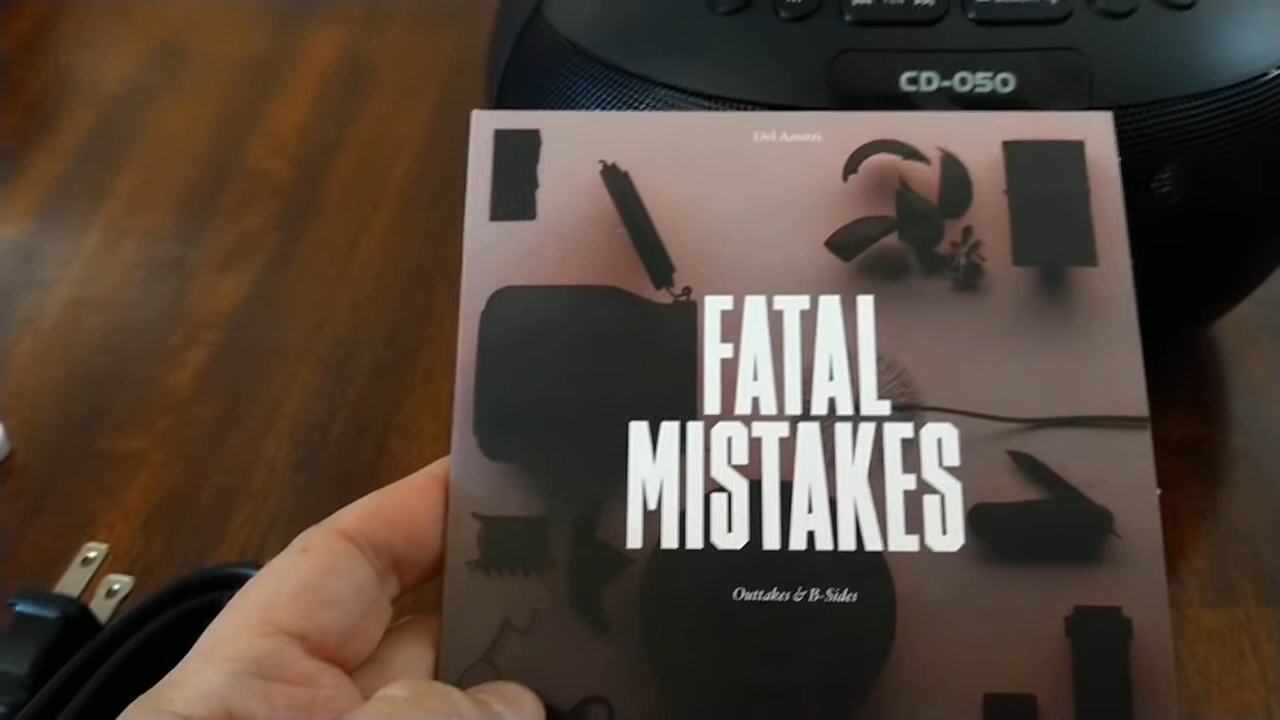 CD-050
Del Amitri
FATAL
MISTAKES
Outtakes & B-Sides